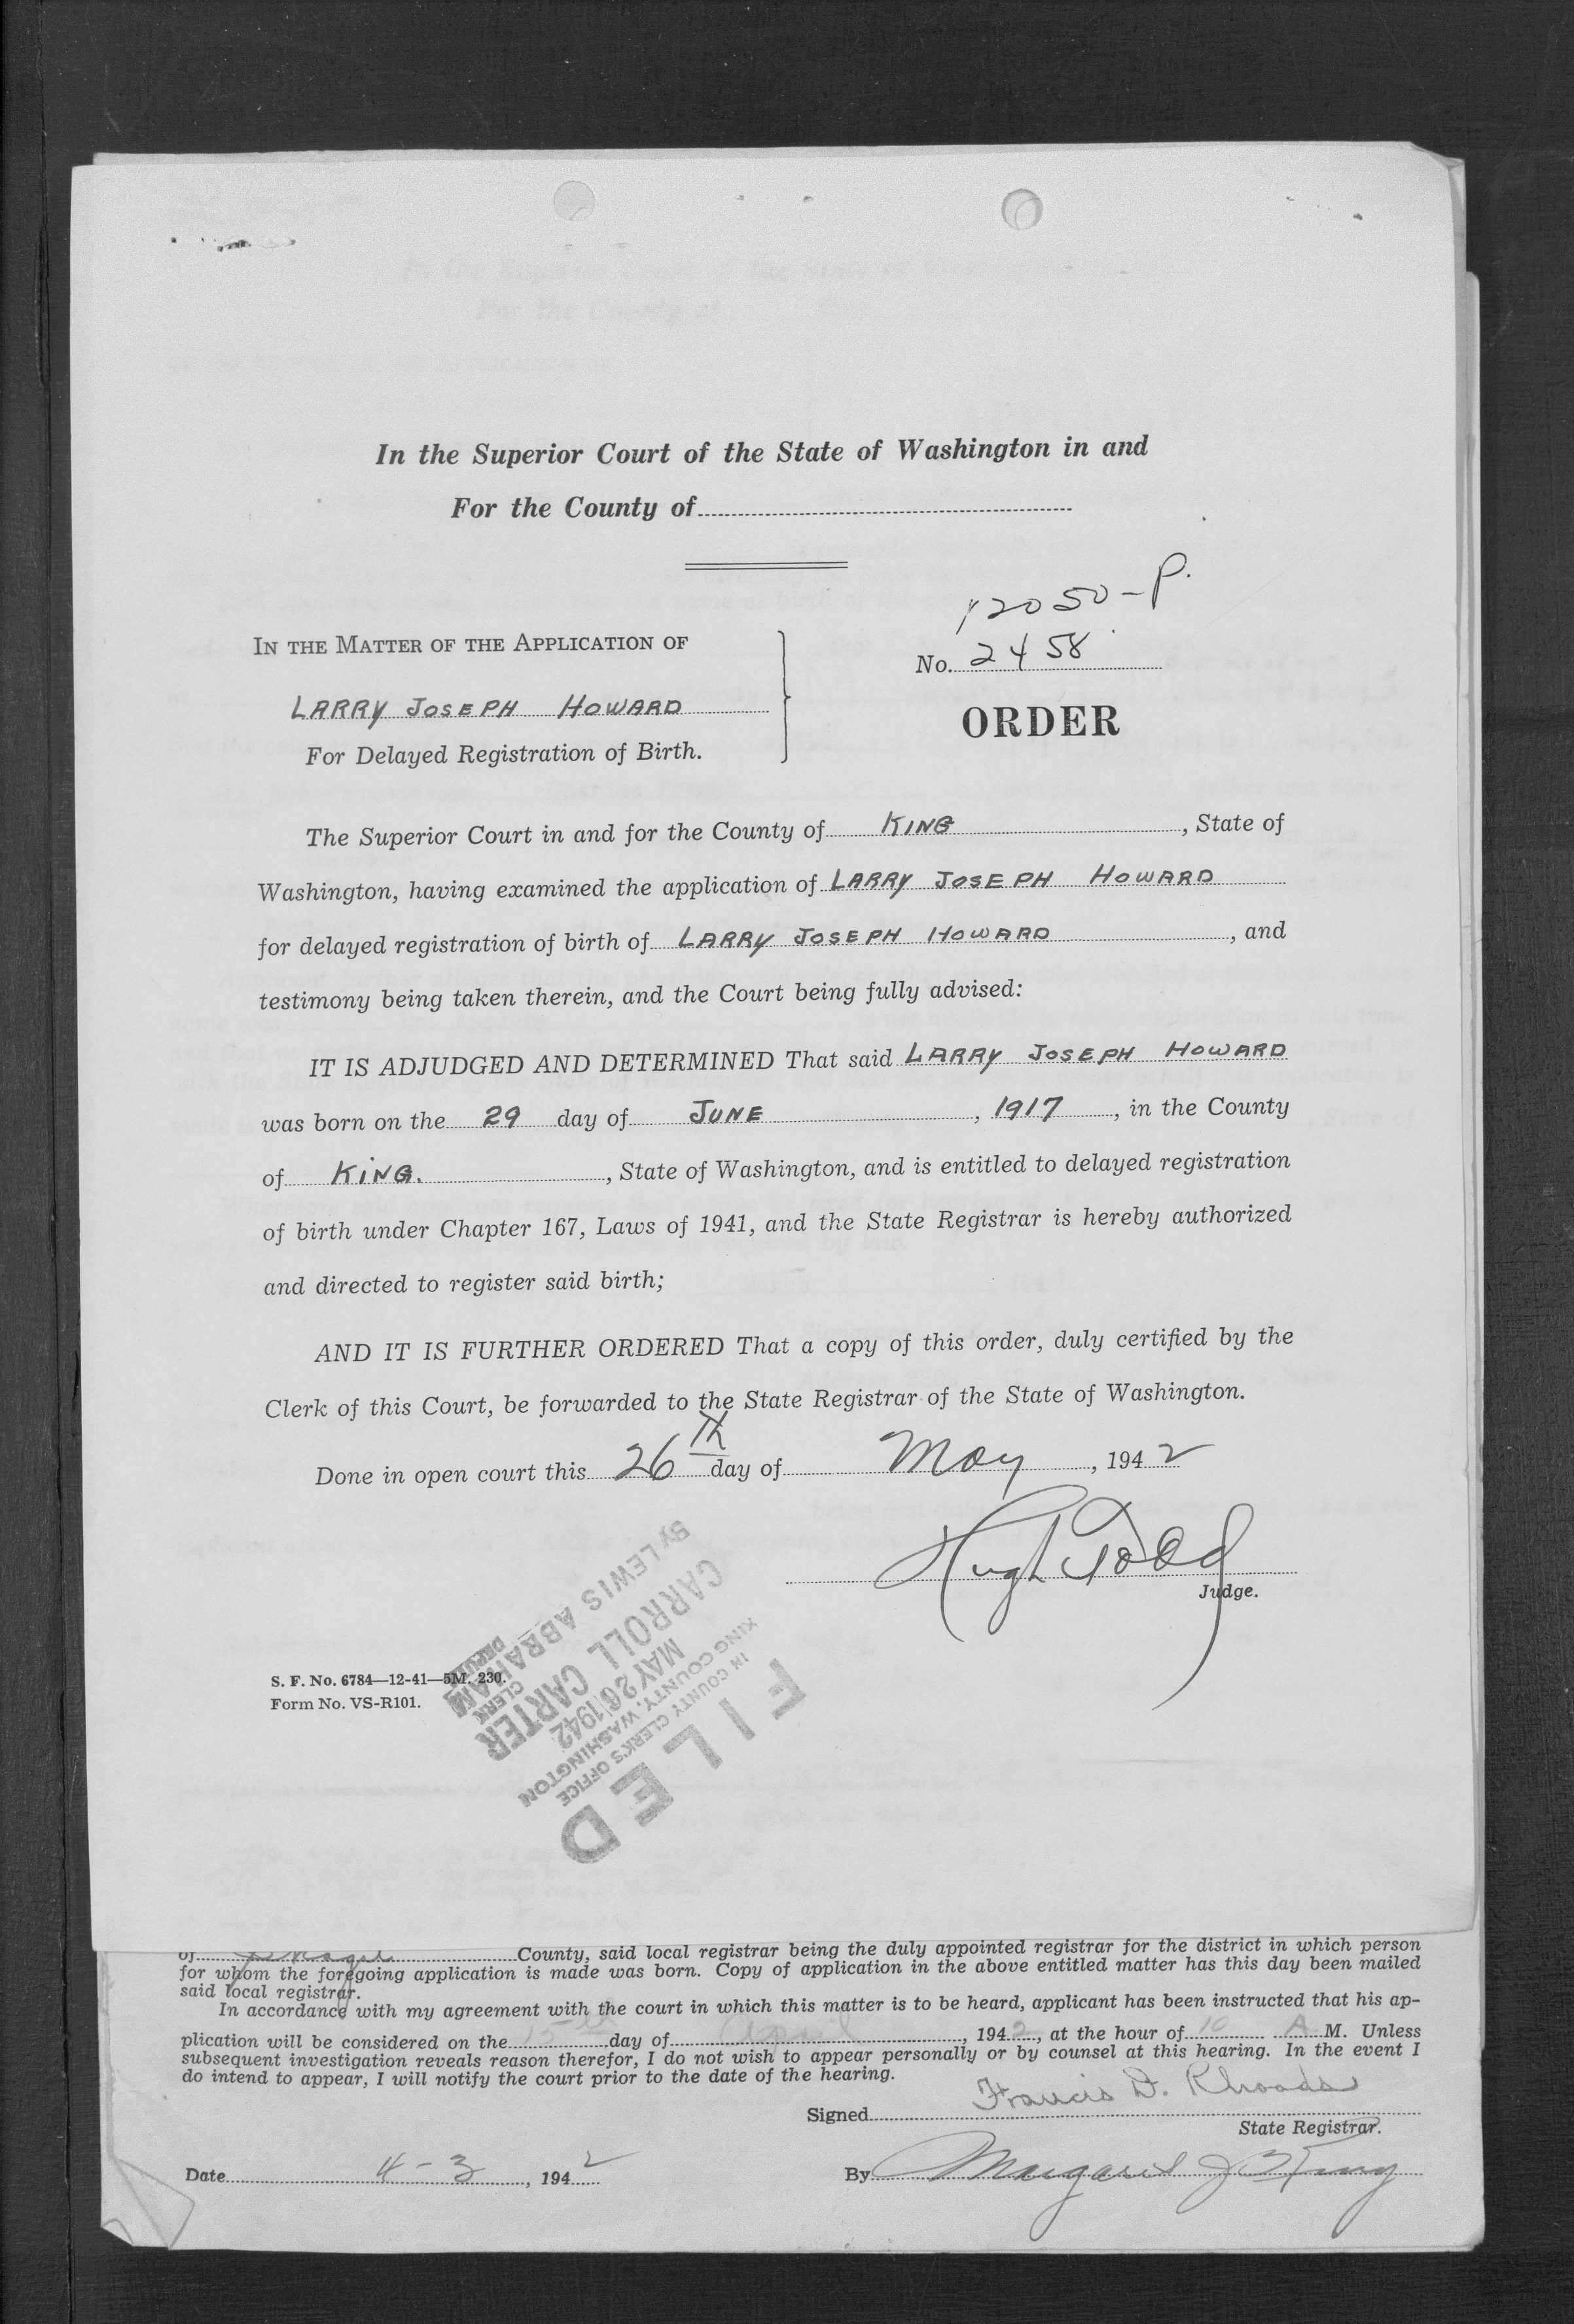 In the Superior Court of the State of Washington in and
For the County of
12050-P.
IN THE MATTER OF THE APPLICATION OF
No. 2458
LARRY JOSEPH HOWARD
ORDER
For Delayed Registration of Birth.
The Superior Court in and for the County of KING, State of
Washington, having examined the application of LARRY JOSEPH HOWARD
for delayed registration of birth of LARRY JOSEPH HOWARD, and
testimony being taken therein, and the Court being fully advised:
IT IS ADJUDGED AND DETERMINED That said LARRY JOSEPH HOWARD
was born on the 29 day of JUNE, 1917, in the County
of KING., State of Washington, and is entitled to delayed registration
of birth under Chapter 167, Laws of 1941, and the State Registrar is hereby authorized
and directed to register said birth;
AND IT IS FURTHER ORDERED That a copy of this order, duly certified by the
Clerk of this Court, be forwarded to the State Registrar of the State of Washington.
Done in open court this 26th day of May, 1942
Hugh Todd
Judge.
FILED
IN COUNTY CLERK'S OFFICE
KING COUNTY, WASHINGTON
MAY 26 1942
CARROLL CARTER
CLERK
By LEWIS ABRAHAM
DEPUTY
S. F. No. 6784—12-41—5M. 230.
Form No. VS-R101.
of County, said local registrar being the duly appointed registrar for the district in which person
for whom the foregoing application is made was born. Copy of application in the above entitled matter has this day been mailed
said local registrar.
In accordance with my agreement with the court in which this matter is to be heard, applicant has been instructed that his ap-
plication will be considered on the 15th day of April, 1942, at the hour of 10 A M. Unless
subsequent investigation reveals reason therefor, I do not wish to appear personally or by counsel at this hearing. In the event I
do intend to appear, I will notify the court prior to the date of the hearing.
Signed Francis D. Rhoads
State Registrar.
Date 4-3, 1942
By Margaret J King